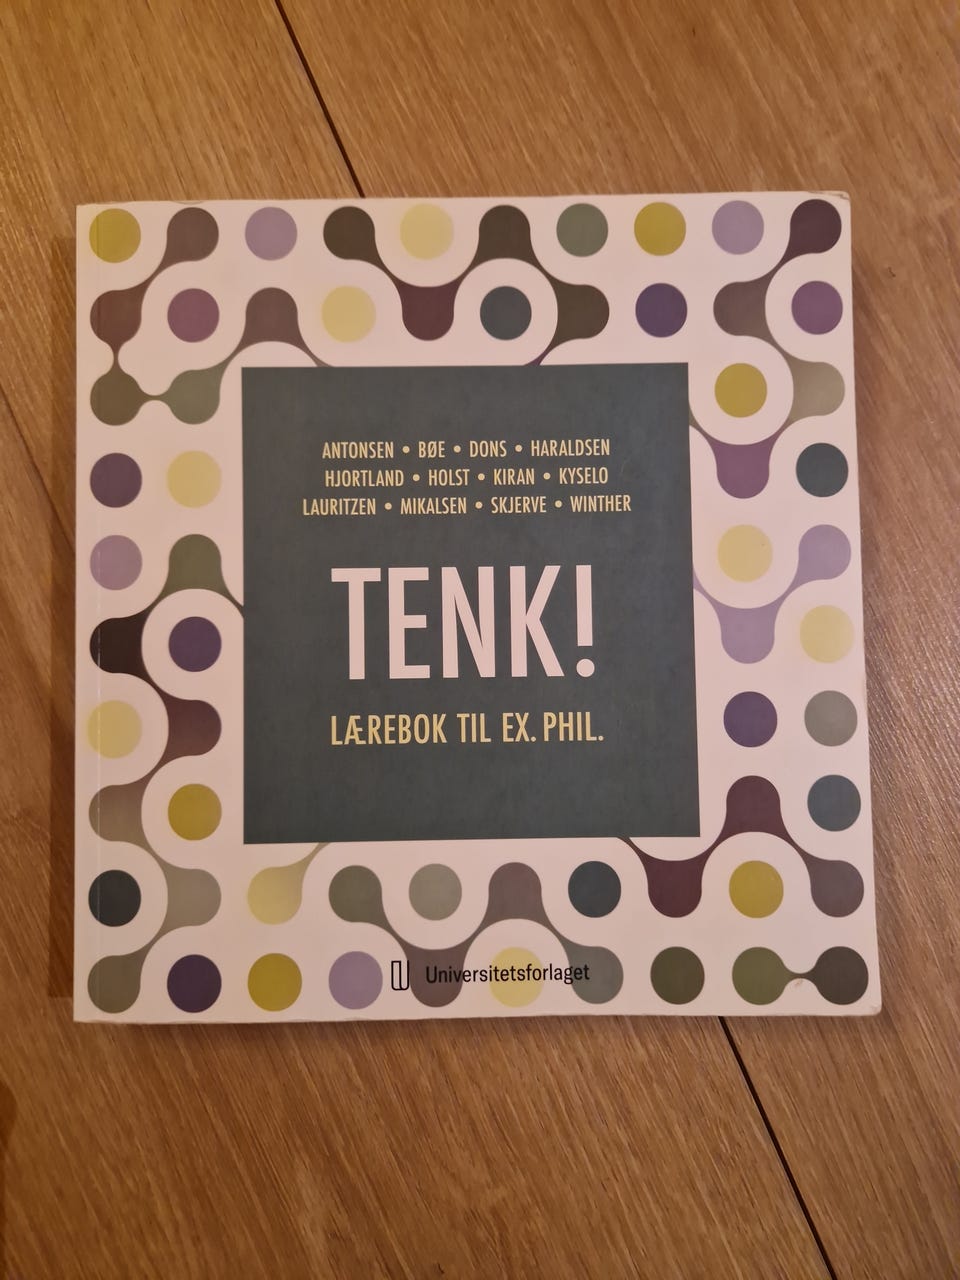 ANTONSEN • BØE • DONS • HARALDSEN
HJORTLAND • HOLST • KIRAN • KYSELO
LAURITZEN • MIKALSEN • SKJERVE • WINTHER
TENK!
LÆREBOK TIL EX. PHIL.
Universitetsforlaget